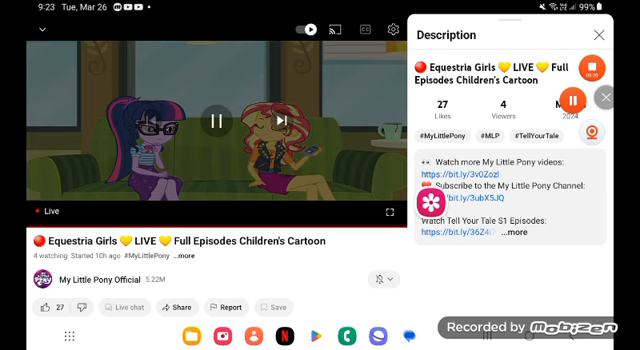 9:23 Tue, Mar 26
99%
Description
🔴 Equestria Girls 💛 LIVE 💛 Full
Episodes Children's Cartoon
27
4
Likes
Viewers
2024
#MyLittlePony
#MLP
#TellYourTale
👀 Watch more My Little Pony videos:
https://bit.ly/3v0Zozl
Subscribe to the My Little Pony Channel:
/bit.ly/3ubX5JQ
Watch Tell Your Tale S1 Episodes:
https://bit.ly/36Z4 ...more
Live
🔴 Equestria Girls 💛 LIVE 💛 Full Episodes Children's Cartoon
4 watching Started 10h ago #MyLittlePony ...more
My Little Pony Official 5.22M
27
Live chat
Share
Report
Save
Recorded by Mobizen